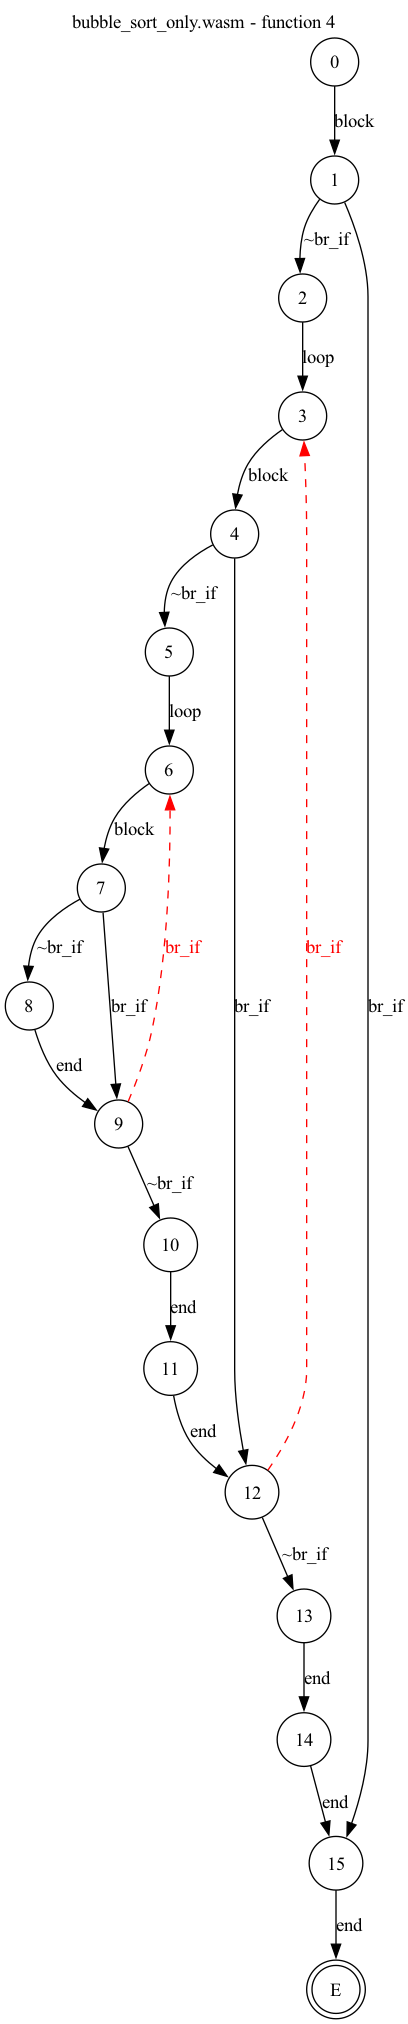 bubble_sort_only.wasm - function 4
0
block
1
~br_if
2
loop
3
block
4
~br_if
5
loop
6
block
7
~br_if
8
br_if
br_if
br_if
br_if
br_if
end
9
~br_if
10
end
11
end
12
~br_if
13
end
14
end
15
end
E